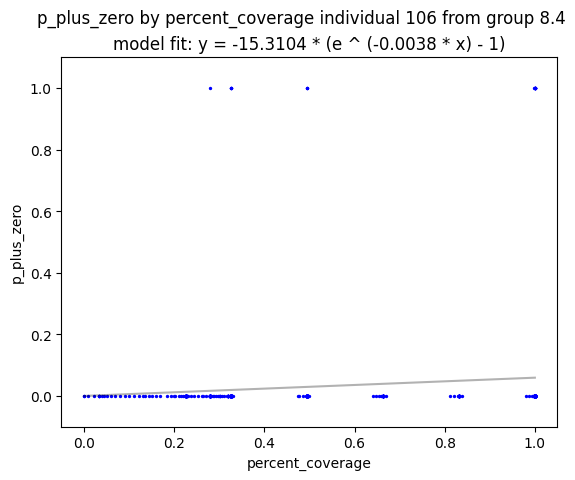 p_plus_zero by percent_coverage individual 106 from group 8.4
model fit: y = -15.3104 * (e ^ (-0.0038 * x) - 1)
1.0
0.8
0.6
0.4
0.2
0.0
p_plus_zero
0.0 0.2 0.4 0.6 0.8 1.0
percent_coverage